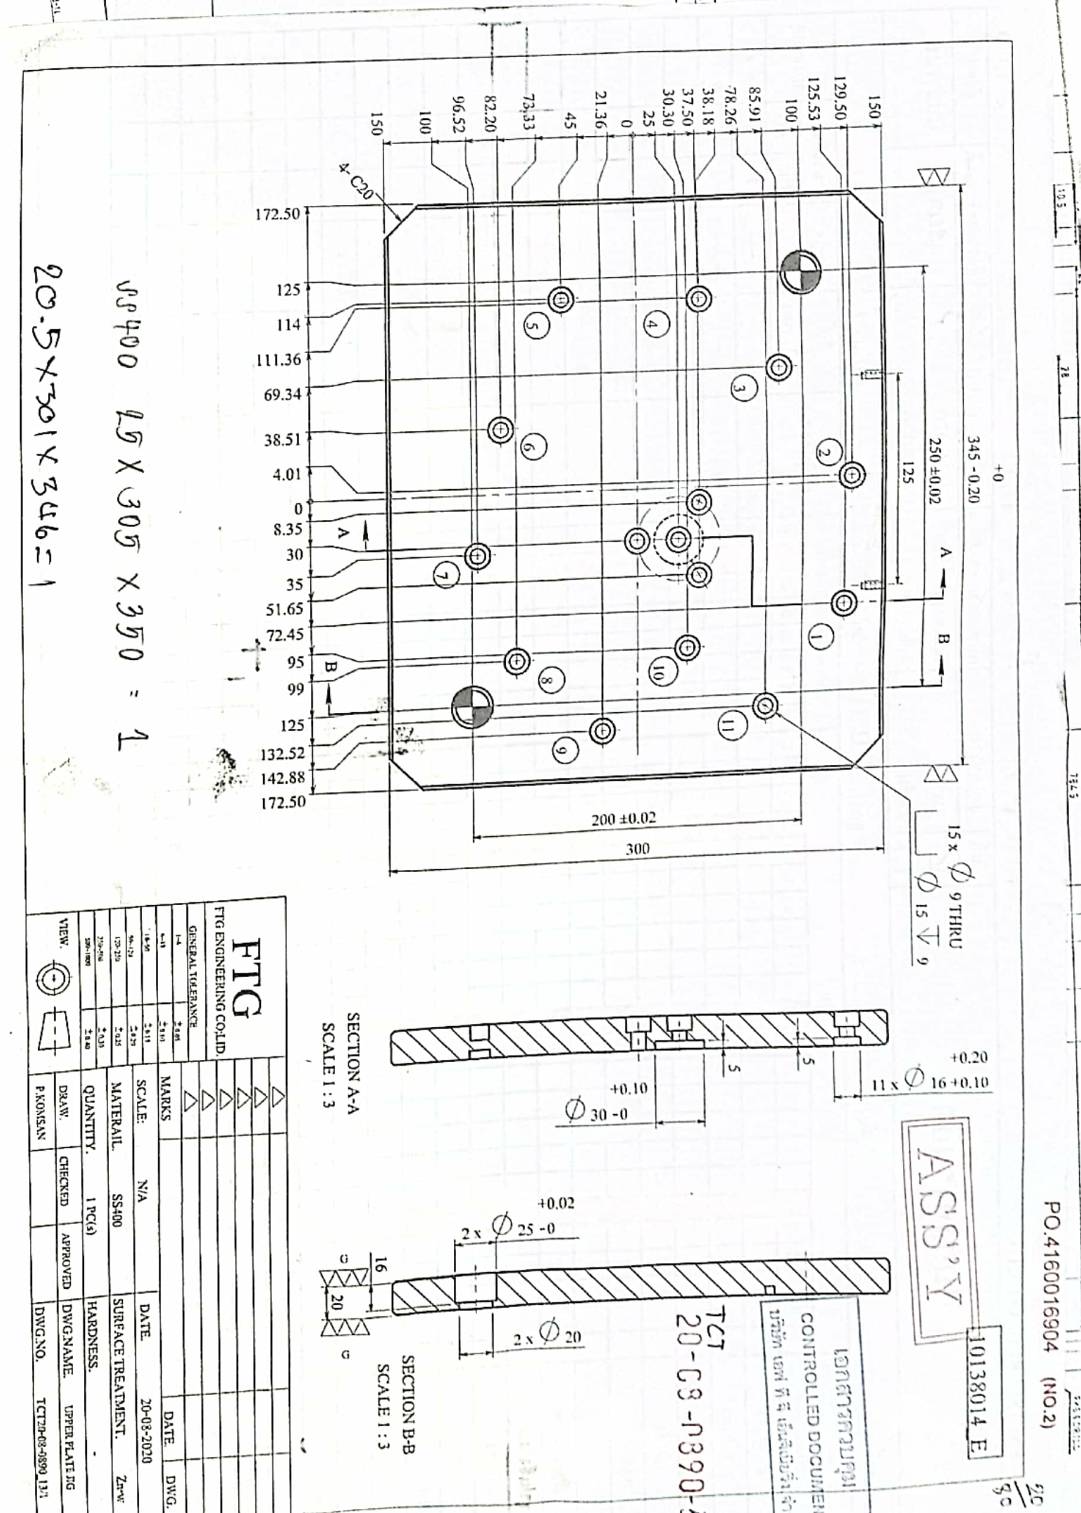 10.5
28
784.5
PO.4160016904 (NO.2)
20
30
10138014_E
ASS'Y
+0
345 -0.20
250 ±0.02
125
A
B
15 x Ø 9 THRU
⌴ Ø 15 ↧ 9
150
129.50
125.53
100
85.91
78.26
38.18
37.50
30.30
25
0
21.36
45
73.33
82.20
96.52
100
150
2
1
3
11
4
10
9
8
5
6
7
200 ±0.02
300
4- C20
A
B
172.50
125
114
111.36
69.34
38.51
4.01
0
8.35
30
35
51.65
72.45
95
99
125
132.52
142.88
172.50
+0.20
11 x Ø 16 +0.10
5
5
+0.10
Ø 30 -0
SECTION A-A
SCALE 1 : 3
เอกสารควบคุม
CONTROLLED DOCUMEN
บริษัท เอฟ ที จี เอ็นจิเนียริ่ง จำ
TCT
20-08-0890-
+0.02
2 x Ø 25 -0
2 x Ø 20
SECTION B-B
SCALE 1 : 3
16
20
G
G
FTG
FTG ENGINEERING CO;LTD.
GENERAL TOLERANCE
MARKS
DATE.
DWG.
SCALE:
N/A
DATE.
20-08-2020
MATERAIL.
SS400
SURFACE TREATMENT.
Zn-w
QUANTITY.
1 PC(s)
HARDNESS.
-
VIEW.
DRAW.
CHECKED
APPROVED
DWG.NAME.
UPPER PLATE JIG
P.KOMSAN
DWG.NO.
TCT20-08-0890_13/1
SS400 25 X 305 X 350 = 1
20.5X301X346=1